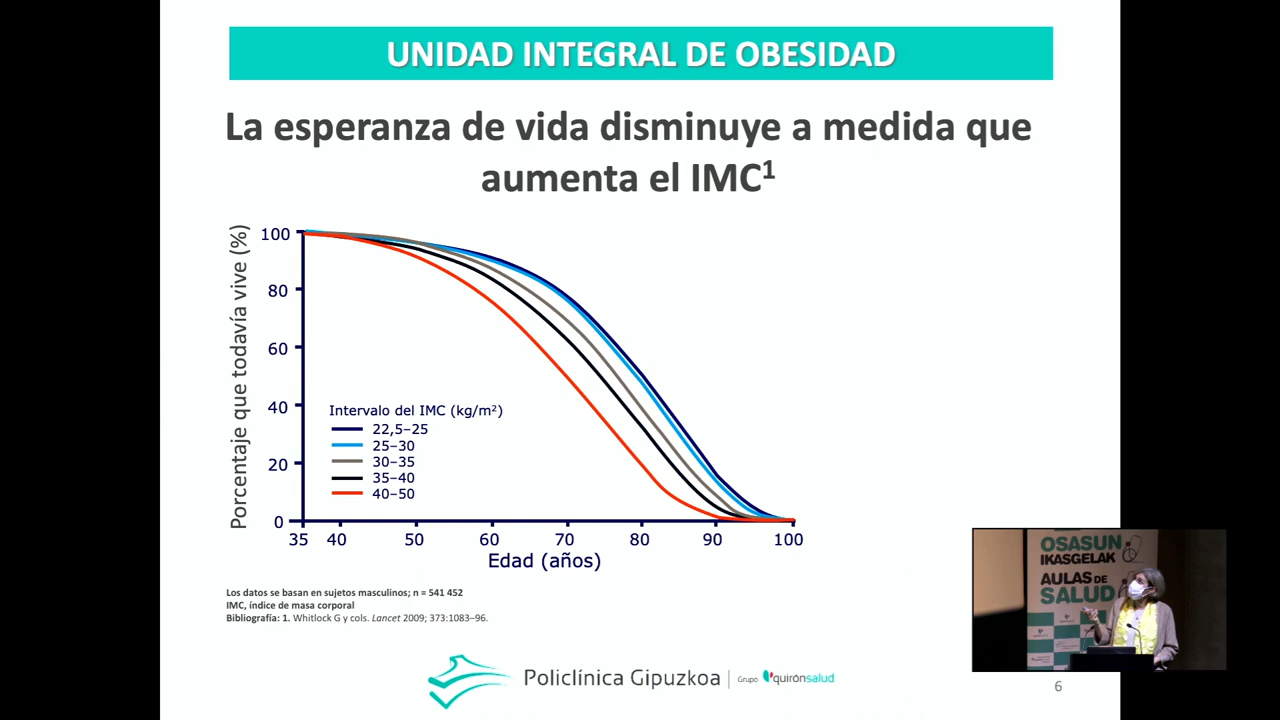 UNIDAD INTEGRAL DE OBESIDAD
La esperanza de vida disminuye a medida que
aumenta el IMC¹
Porcentaje que todavía vive (%)
100
80
60
40
20
0
Intervalo del IMC (kg/m²)
22,5–25
25–30
30–35
35–40
40–50
35 40 50 60 70 80 90 100
Edad (años)
Los datos se basan en sujetos masculinos; n = 541 452
IMC, índice de masa corporal
Bibliografía: 1. Whitlock G y cols. Lancet 2009; 373:1083–96.
OSASUN
IKASGELAK
AULAS DE
SALUD
Policlínica Gipuzkoa Grupo quirónsalud
6